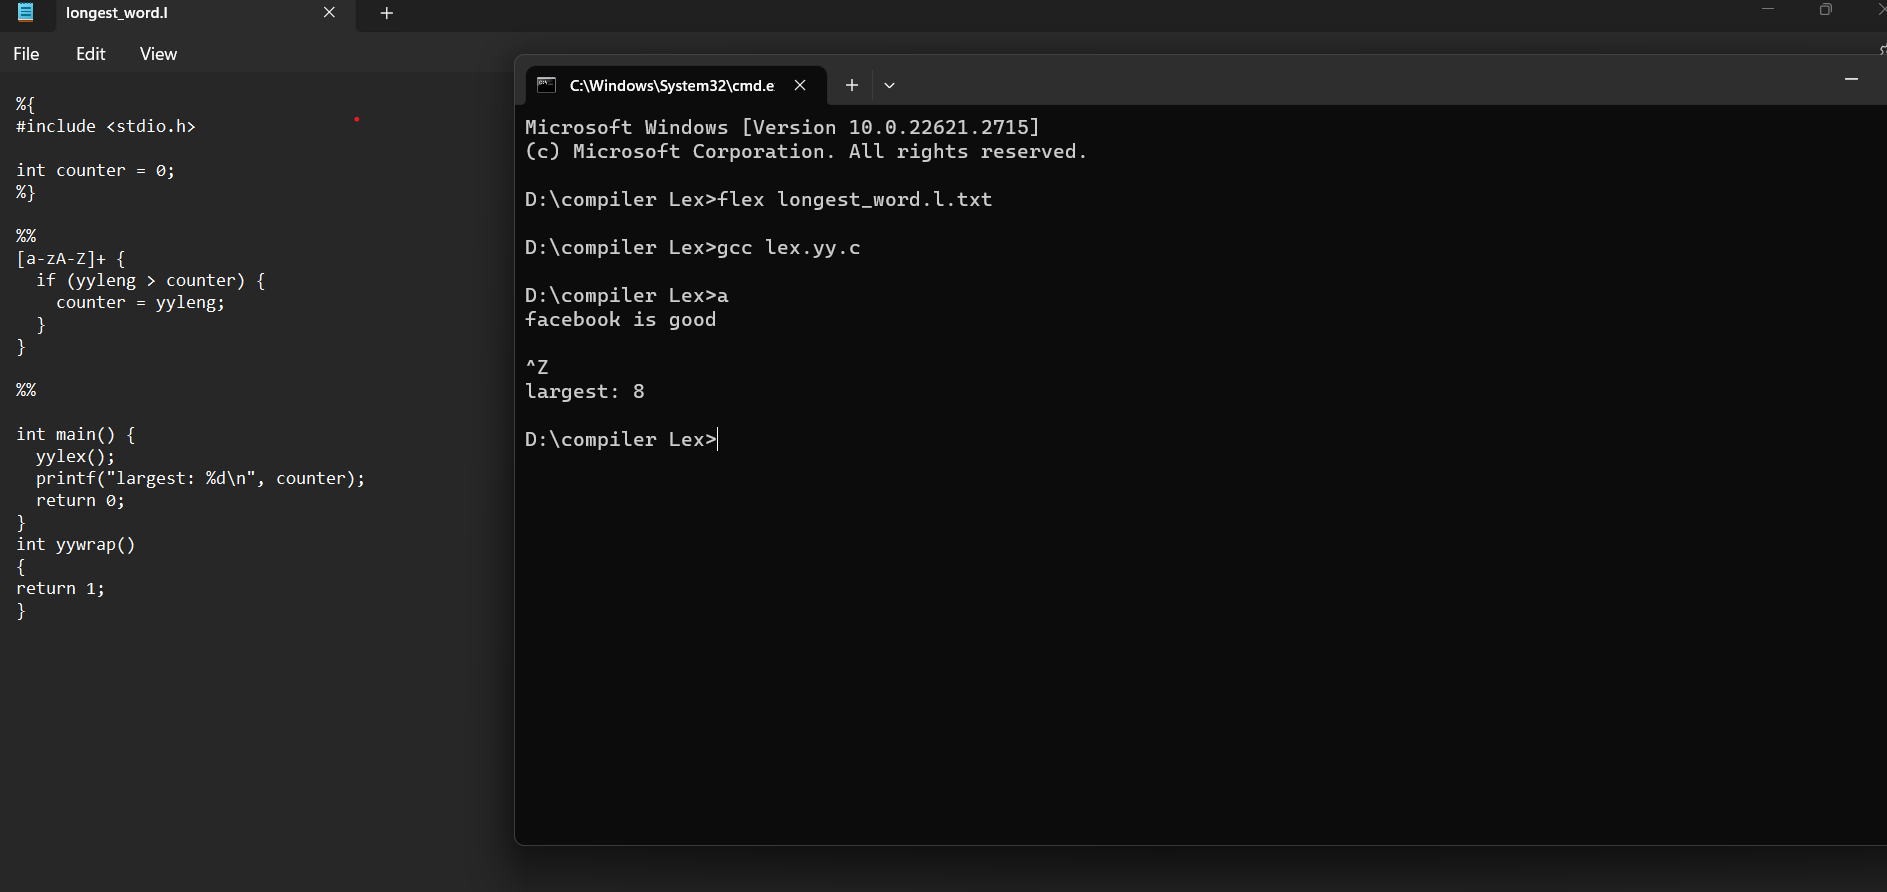 longest_word.l
File Edit View
%{
#include <stdio.h>
int counter = 0;
%}
%%
[a-zA-Z]+ {
  if (yyleng > counter) {
    counter = yyleng;
  }
}
%%
int main() {
  yylex();
  printf("largest: %d\n", counter);
  return 0;
}
int yywrap()
{
return 1;
}
C:\Windows\System32\cmd.e
Microsoft Windows [Version 10.0.22621.2715]
(c) Microsoft Corporation. All rights reserved.
D:\compiler Lex>flex longest_word.l.txt
D:\compiler Lex>gcc lex.yy.c
D:\compiler Lex>a
facebook is good
^Z
largest: 8
D:\compiler Lex>